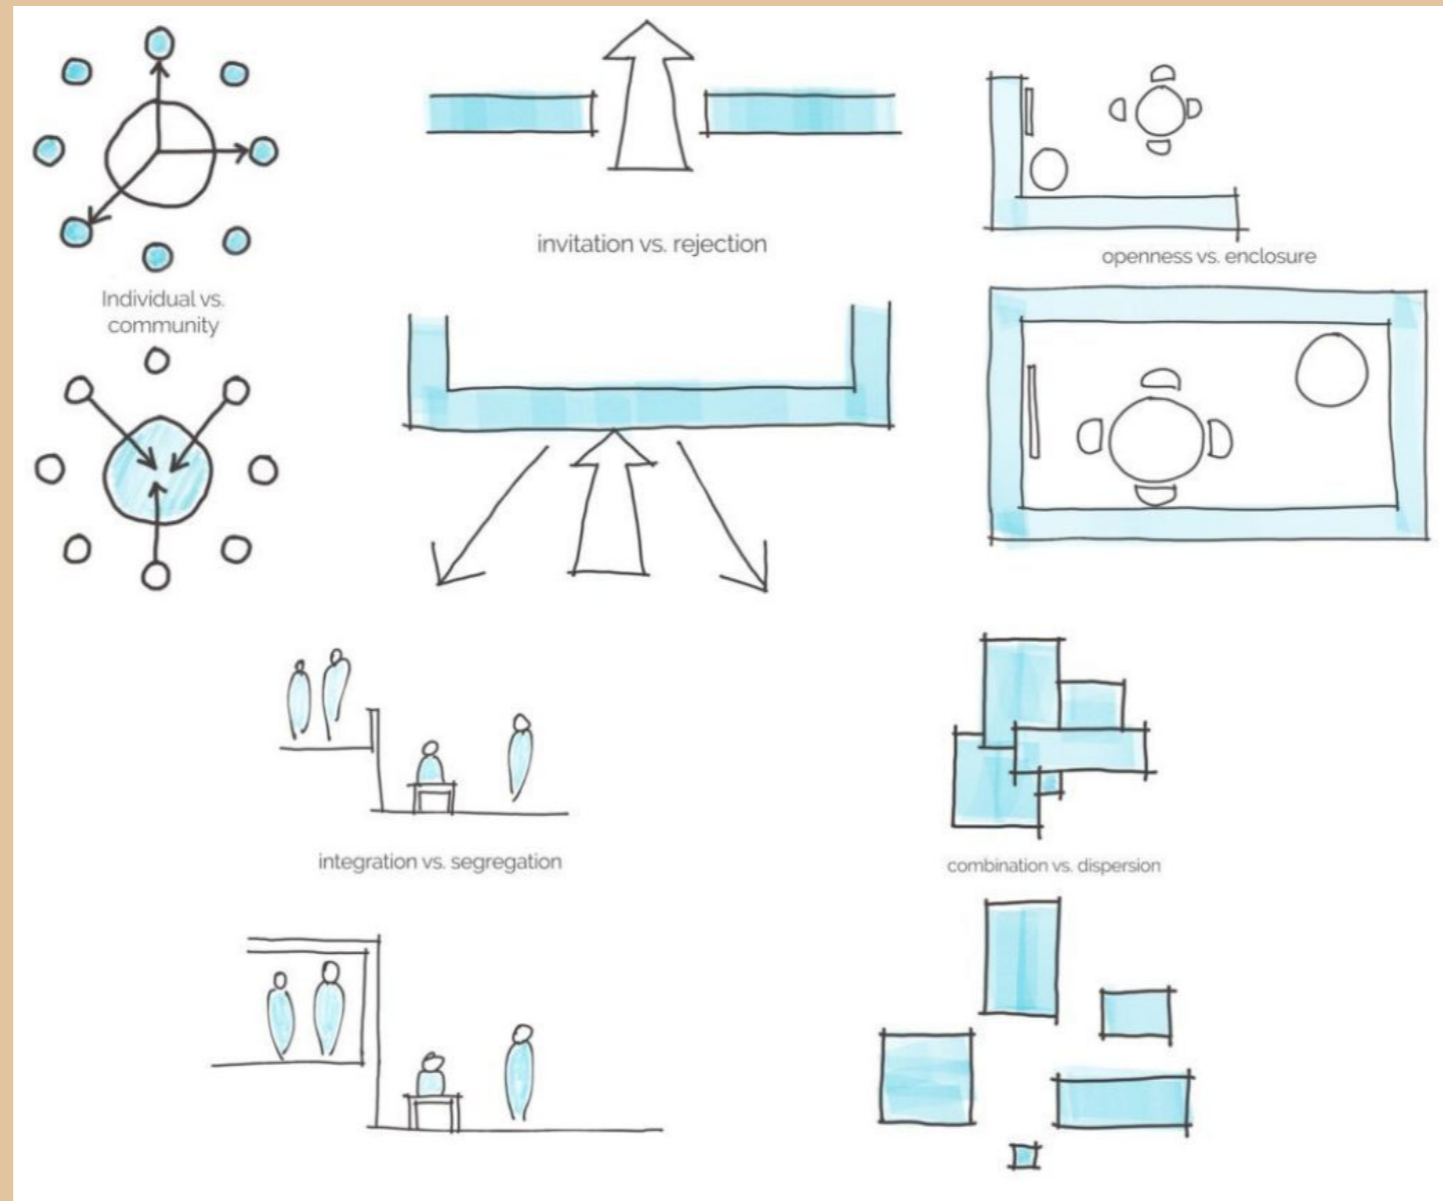 Individual vs.
community
invitation vs. rejection
openness vs. enclosure
integration vs. segregation
combination vs. dispersion